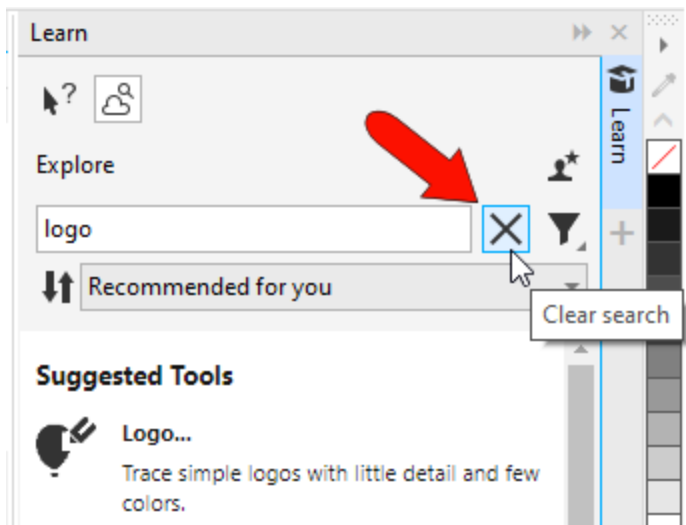 Learn
?
Explore
Learn
logo
Recommended for you
Clear search
Suggested Tools
Logo...
Trace simple logos with little detail and few
colors.